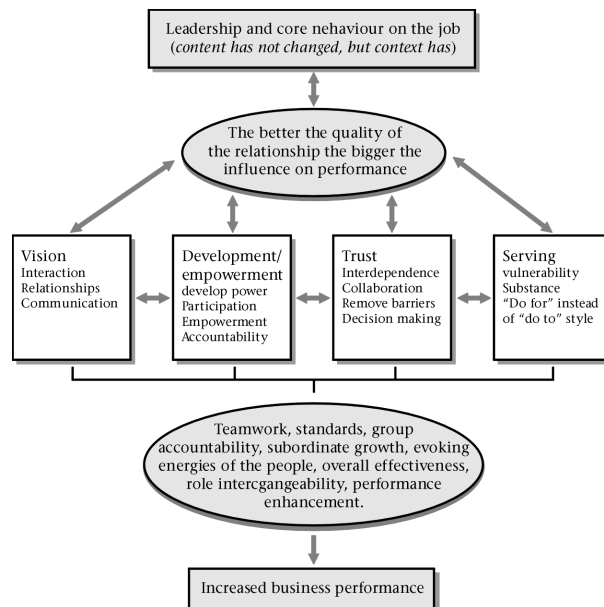 Leadership and core nehaviour on the job
(content has not changed, but context has)
The better the quality of
the relationship the bigger the
influence on performance
Vision
Interaction
Relationships
Communication
Development/
empowerment
develop power
Participation
Empowerment
Accountability
Trust
Interdependence
Collaboration
Remove barriers
Decision making
Serving
vulnerability
Substance
“Do for” instead
of “do to” style
Teamwork, standards, group
accountability, subordinate growth, evoking
energies of the people, overall effectiveness,
role intercgangeability, performance
enhancement.
Increased business performance